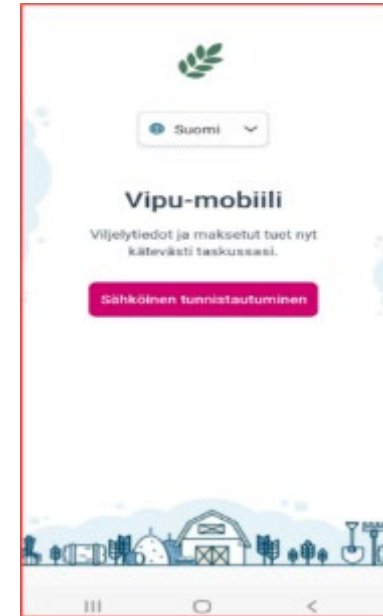 Suomi
Vipu-mobiili
Viljelytiedot ja maksetut tuet nyt
kätevästi taskussasi.
Sähköinen tunnistautuminen